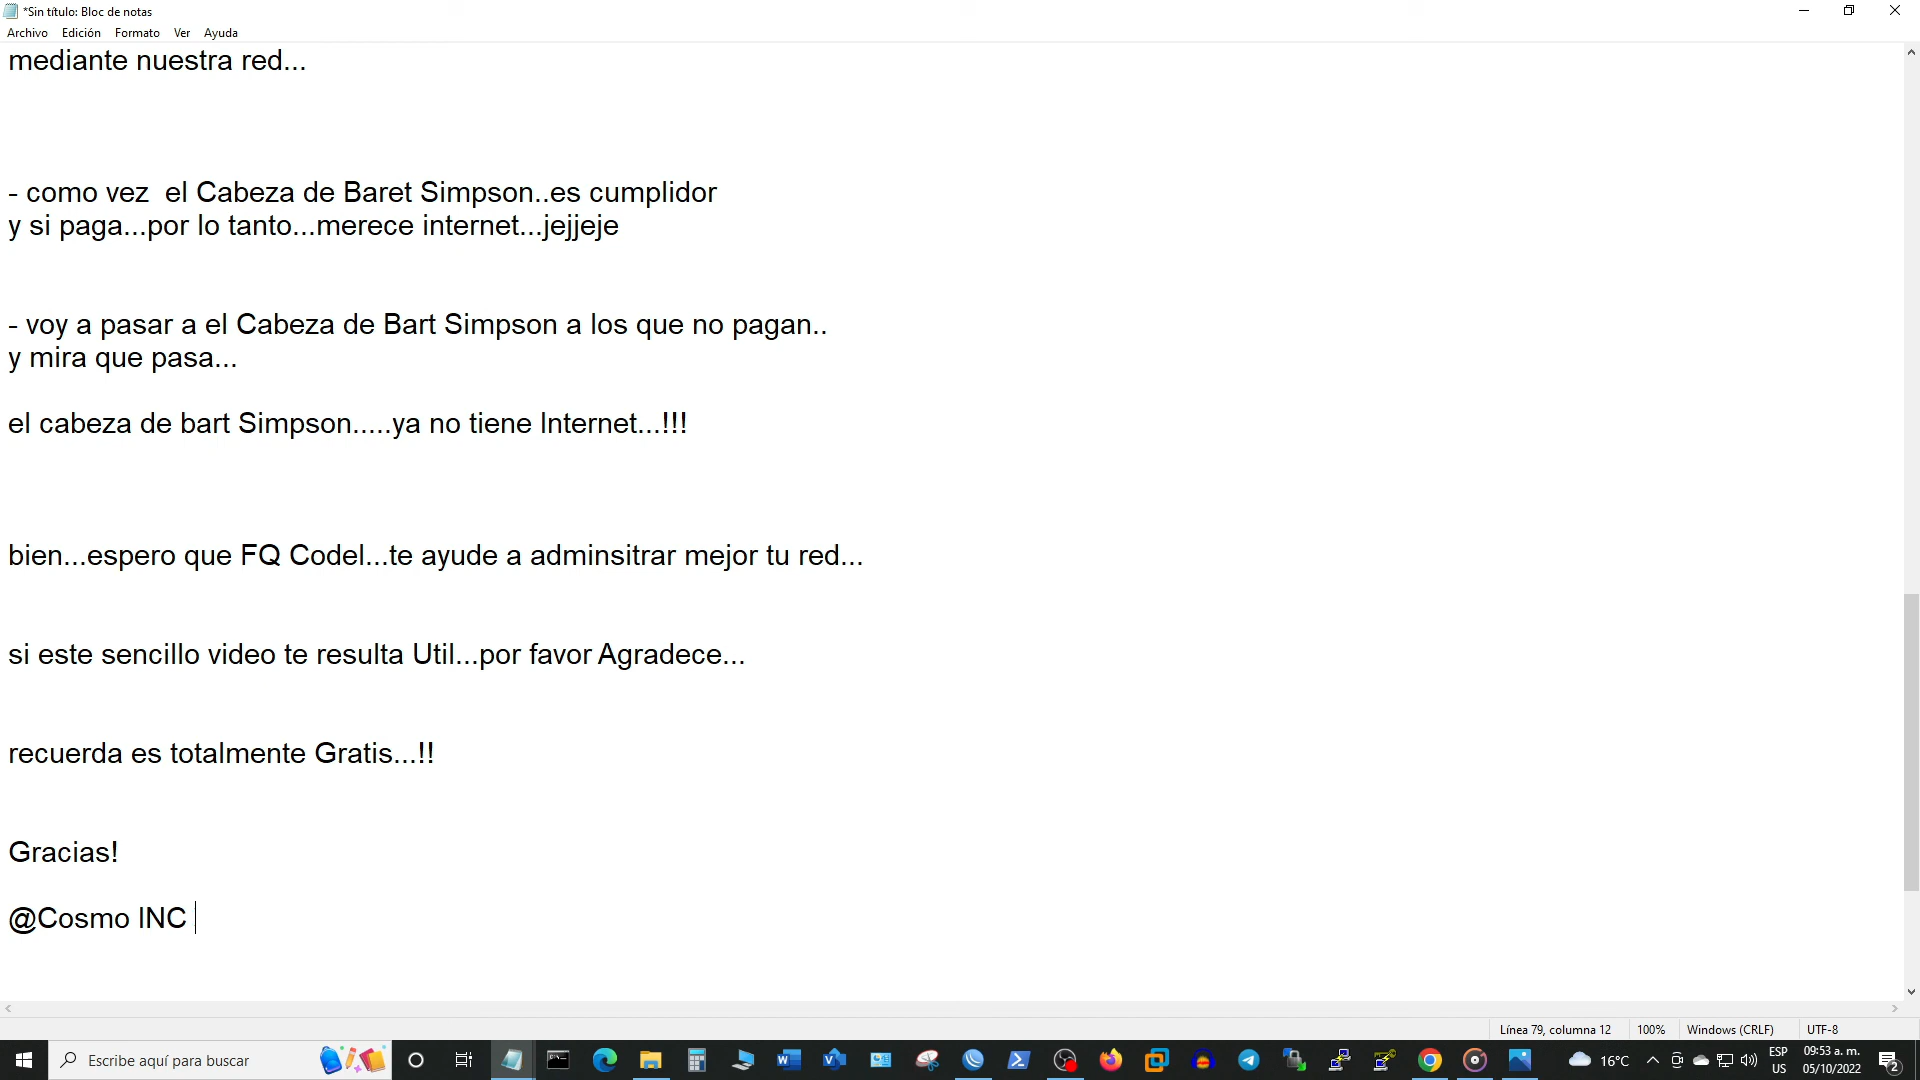 *Sin título: Bloc de notas
Archivo Edición Formato Ver Ayuda
mediante nuestra red...
- como vez  el Cabeza de Baret Simpson..es cumplidor
y si paga...por lo tanto...merece internet...jejjeje
- voy a pasar a el Cabeza de Bart Simpson a los que no pagan..
y mira que pasa...
el cabeza de bart Simpson.....ya no tiene Internet...!!!
bien...espero que FQ Codel...te ayude a adminsitrar mejor tu red...
si este sencillo video te resulta Util...por favor Agradece...
recuerda es totalmente Gratis...!!
Gracias!
@Cosmo INC
Línea 79, columna 12 100% Windows (CRLF) UTF-8
Escribe aquí para buscar 16°C ESP 09:53 a. m.
US 05/10/2022 2